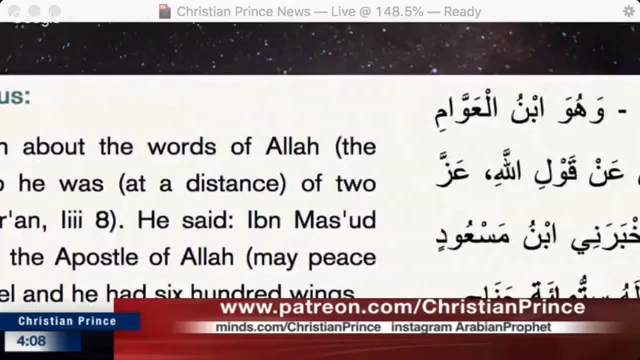 Christian Prince News — Live @ 148.5% — Ready
us:
about the words of Allah (the
he was (at a distance) of two
r'an, liii 8). He said: Ibn Mas'ud
the Apostle of Allah (may peace
el and he had six hundred wings
- وَهُوَ ابْنُ الْعَوَّامِ
عَنْ قَوْلِ اللَّهِ، عَزَّ
خْبَرَنِي ابْنُ مَسْعُودٍ
لَهُ سِتُّمِائَةِ جَنَاحٍ
www.patreon.com/ChristianPrince
minds.com/ChristianPrince instagram ArabianProphet
Christian Prince
4:08